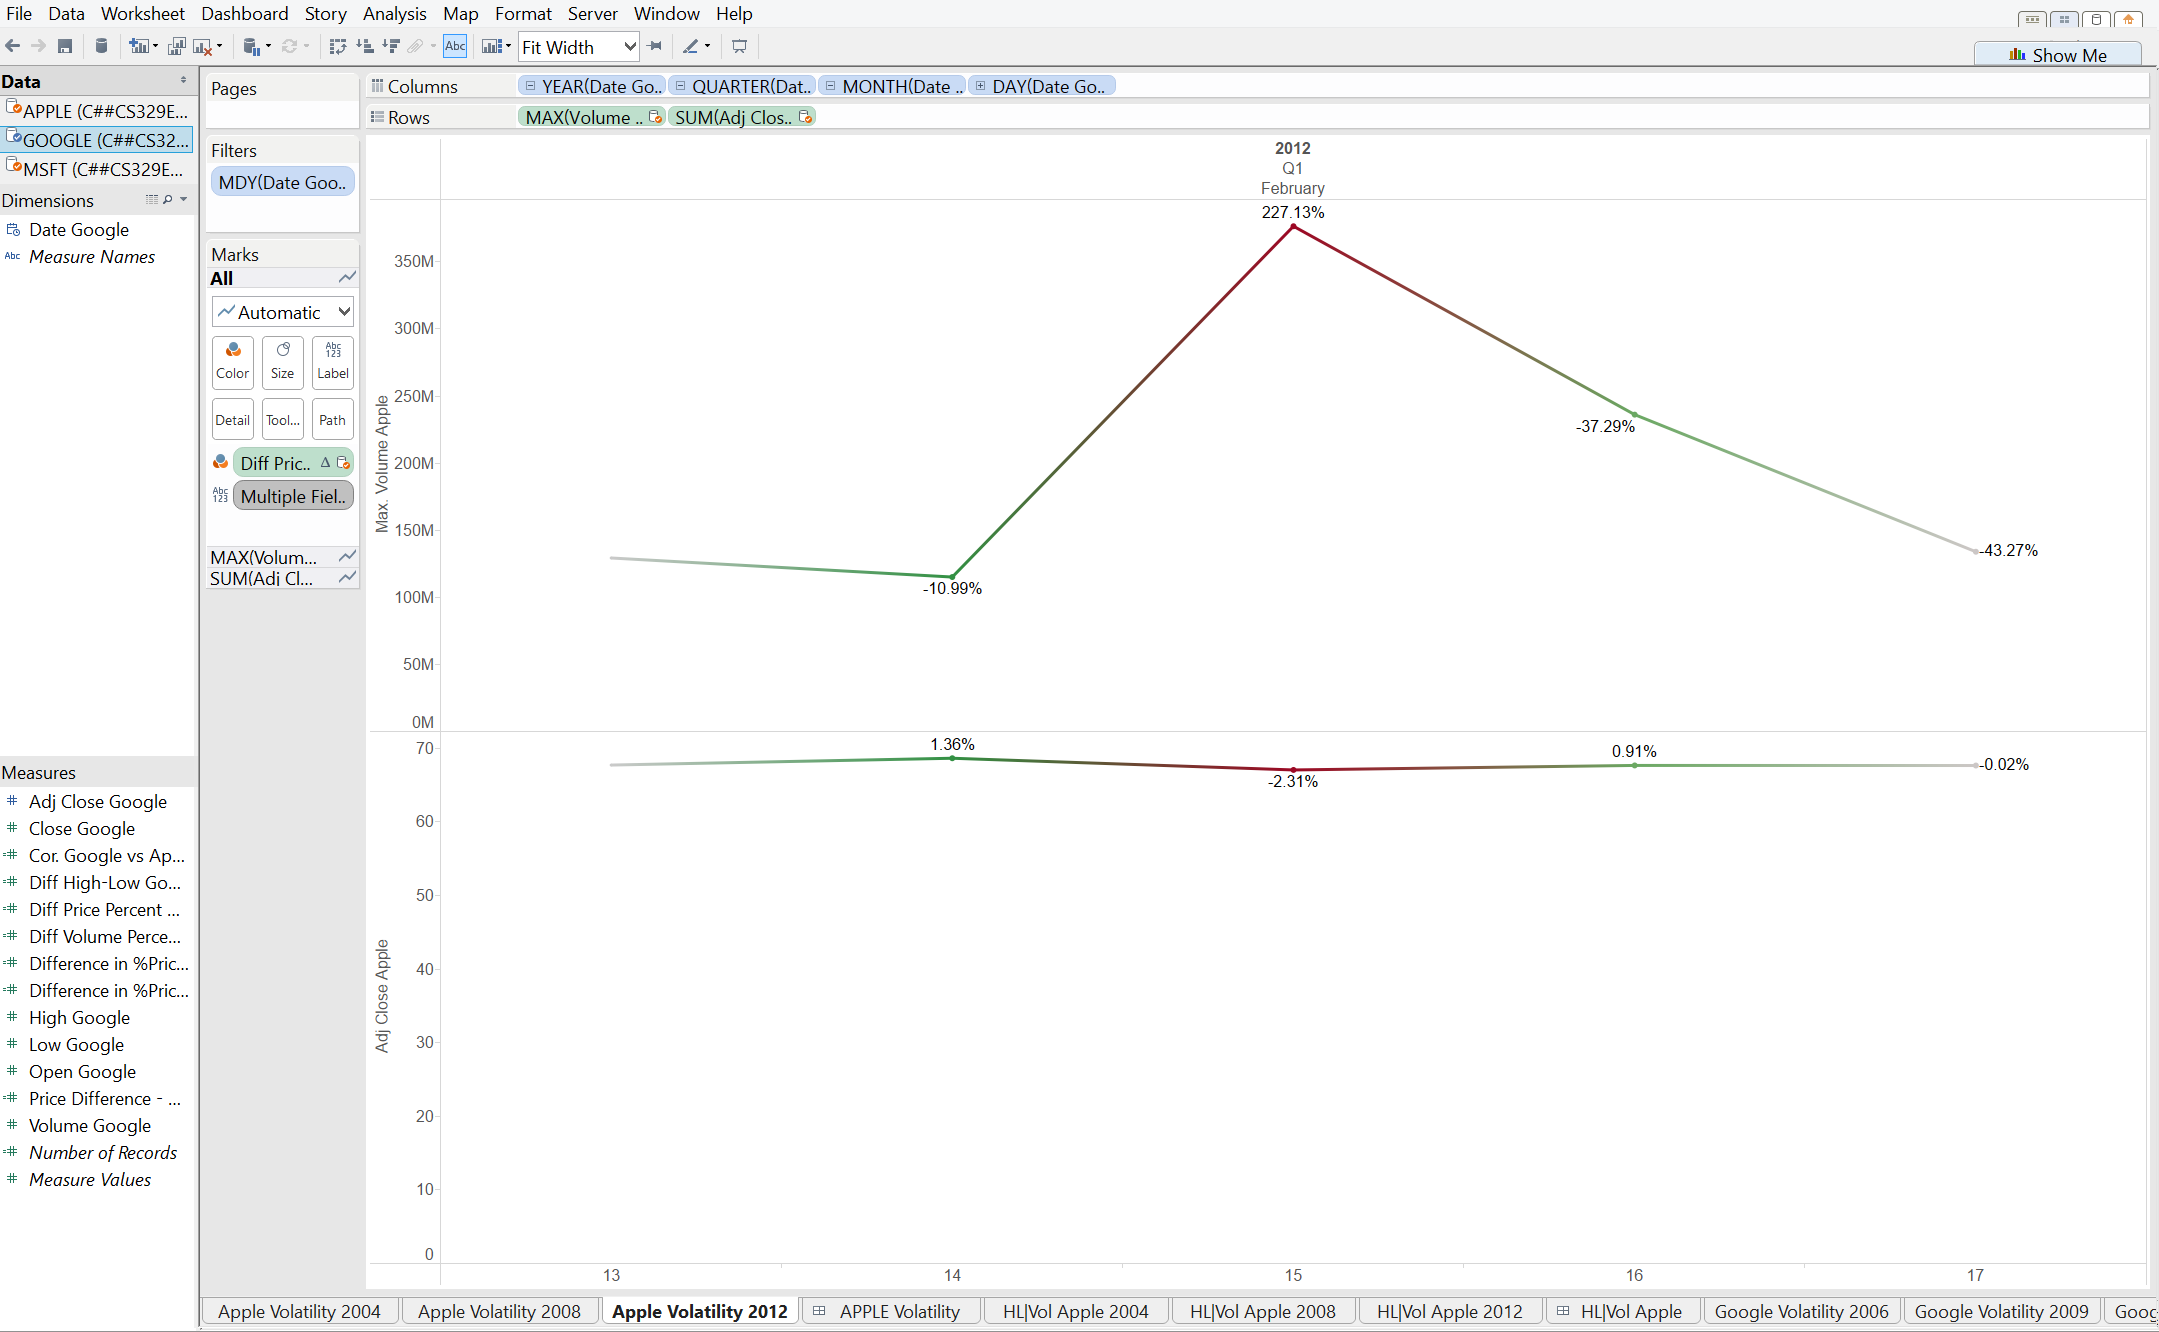 File Data Worksheet Dashboard Story Analysis Map Format Server Window Help
Abc Fit Width Show Me
Data
APPLE (C##CS329E...
GOOGLE (C##CS32...
MSFT (C##CS329E...
Dimensions
Date Google
Abc Measure Names
Measures
Adj Close Google
Close Google
Cor. Google vs Ap...
Diff High-Low Go...
Diff Price Percent ...
Diff Volume Perce...
Difference in %Pric...
Difference in %Pric...
High Google
Low Google
Open Google
Price Difference - ...
Volume Google
Number of Records
Measure Values
Pages
Filters
MDY(Date Goo..
Marks
All
Automatic
Color Size Abc 123 Label
Detail Tool... Path
Diff Pric.. Δ
Abc 123 Multiple Fiel..
MAX(Volum...
SUM(Adj Cl...
Columns YEAR(Date Go.. QUARTER(Dat.. MONTH(Date .. DAY(Date Go..
Rows MAX(Volume .. SUM(Adj Clos..
2012
Q1
February
Max. Volume Apple
350M
300M
250M
200M
150M
100M
50M
0M
227.13%
-37.29%
-43.27%
-10.99%
Adj Close Apple
70
60
50
40
30
20
10
0
1.36%
-2.31%
0.91%
-0.02%
13 14 15 16 17
Apple Volatility 2004 Apple Volatility 2008 Apple Volatility 2012 APPLE Volatility HL|Vol Apple 2004 HL|Vol Apple 2008 HL|Vol Apple 2012 HL|Vol Apple Google Volatility 2006 Google Volatility 2009 Goog